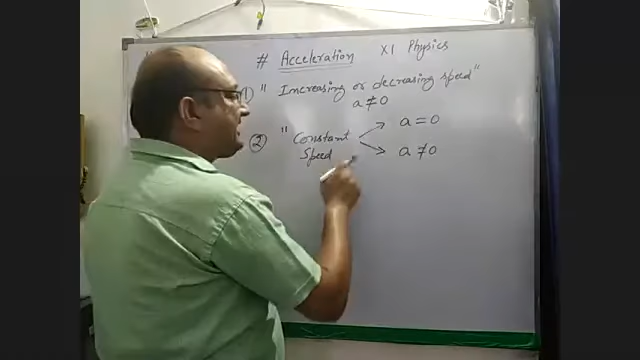 # Acceleration XI Physics
① " Increasing or decreasing speed "
a ≠ 0
② " Constant → a = 0
Speed → a ≠ 0